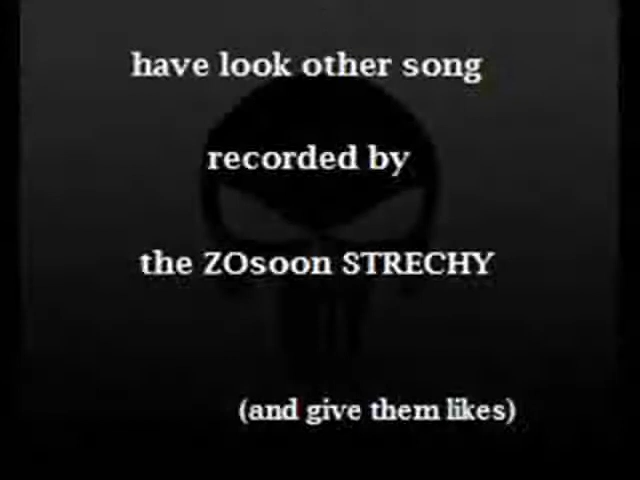 have look other song
recorded by
the ZOsoon STRECHY
(and give them likes)